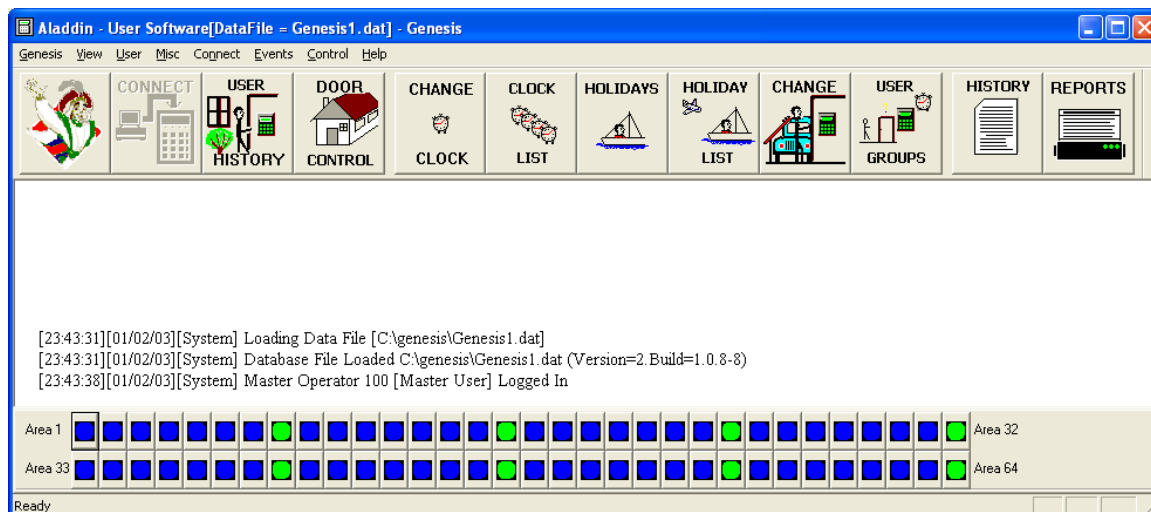 Aladdin - User Software[DataFile = Genesis1.dat] - Genesis
Genesis View User Misc Connect Events Control Help
CONNECT
USER HISTORY
DOOR CONTROL
CHANGE CLOCK
CLOCK LIST
HOLIDAYS
HOLIDAY LIST
CHANGE
USER GROUPS
HISTORY
REPORTS
[23:43:31][01/02/03][System] Loading Data File [C:\genesis\Genesis1.dat]
[23:43:31][01/02/03][System] Database File Loaded C:\genesis\Genesis1.dat (Version=2.Build=1.0.8-8)
[23:43:38][01/02/03][System] Master Operator 100 [Master User] Logged In
Area 1 Area 32
Area 33 Area 64
Ready